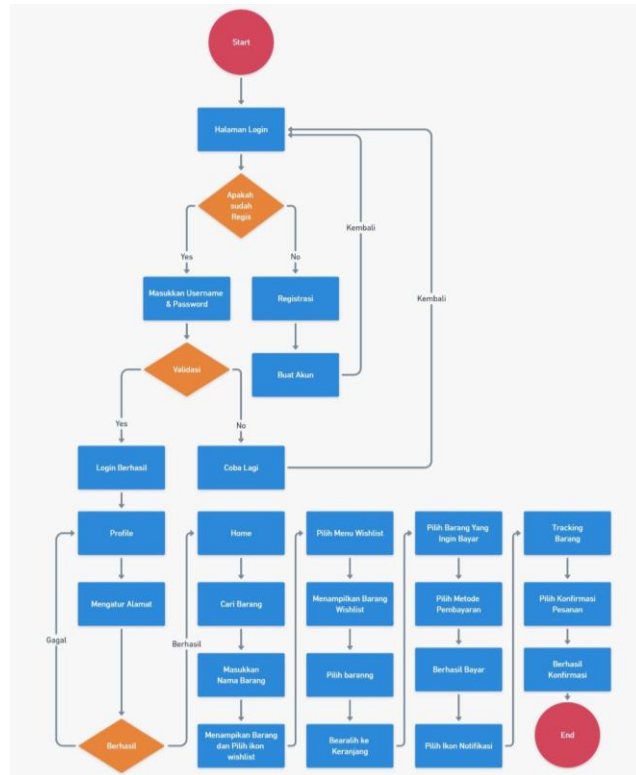 Start
Halaman Login
Apakah
sudah
Regis
Kembali
Yes
No
Kembali
Masukkan Username
& Password
Registrasi
Validasi
Buat Akun
Yes
No
Login Berhasil
Coba Lagi
Profile
Home
Pilih Menu Wishlist
Pilih Barang Yang
Ingin Bayar
Tracking
Barang
Mengatur Alamat
Cari Barang
Menampilkan Barang
Wishlist
Pilih Metode
Pembayaran
Pilih Konfirmasi
Pesanan
Gagal
Berhasil
Masukkan
Nama Barang
Pilih baranng
Berhasil Bayar
Berhasil
Konfirmasi
Berhasil
Menampikan Barang
dan Pilih ikon
wishlist
Bearalih ke
Keranjang
Pilih Ikan Notifikasi
End